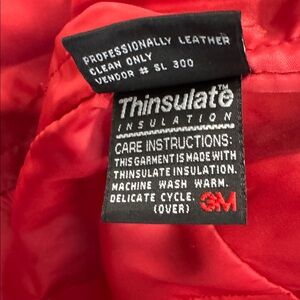 PROFESSIONALLY LEATHER
CLEAN ONLY
VENDOR # SL 300
Thinsulate™
INSULATION
CARE INSTRUCTIONS:
THIS GARMENT IS MADE WITH
THINSULATE INSULATION.
MACHINE WASH WARM.
DELICATE CYCLE.
(OVER) 3M